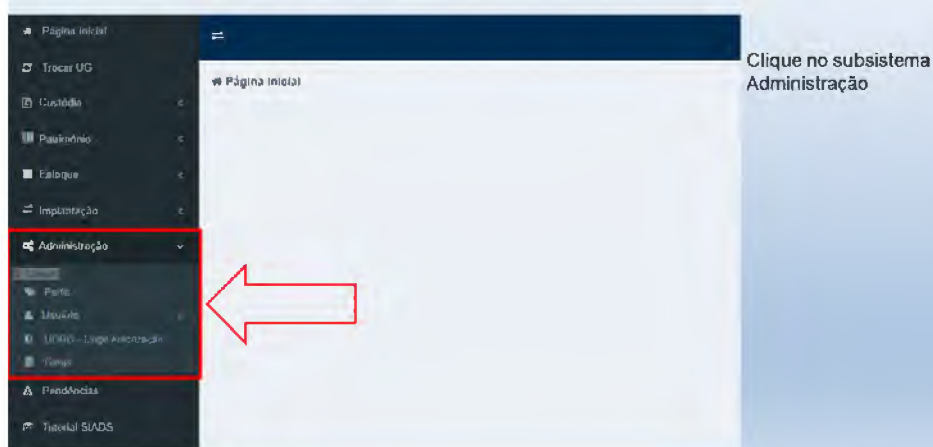 Página Inicial
Trocar UG
Custódia
Patrimônio
Estoque
Implantação
Administração
Perfil
Usuário
Pendências
Tutorial SIADS
Página Inicial
Clique no subsistema
Administração